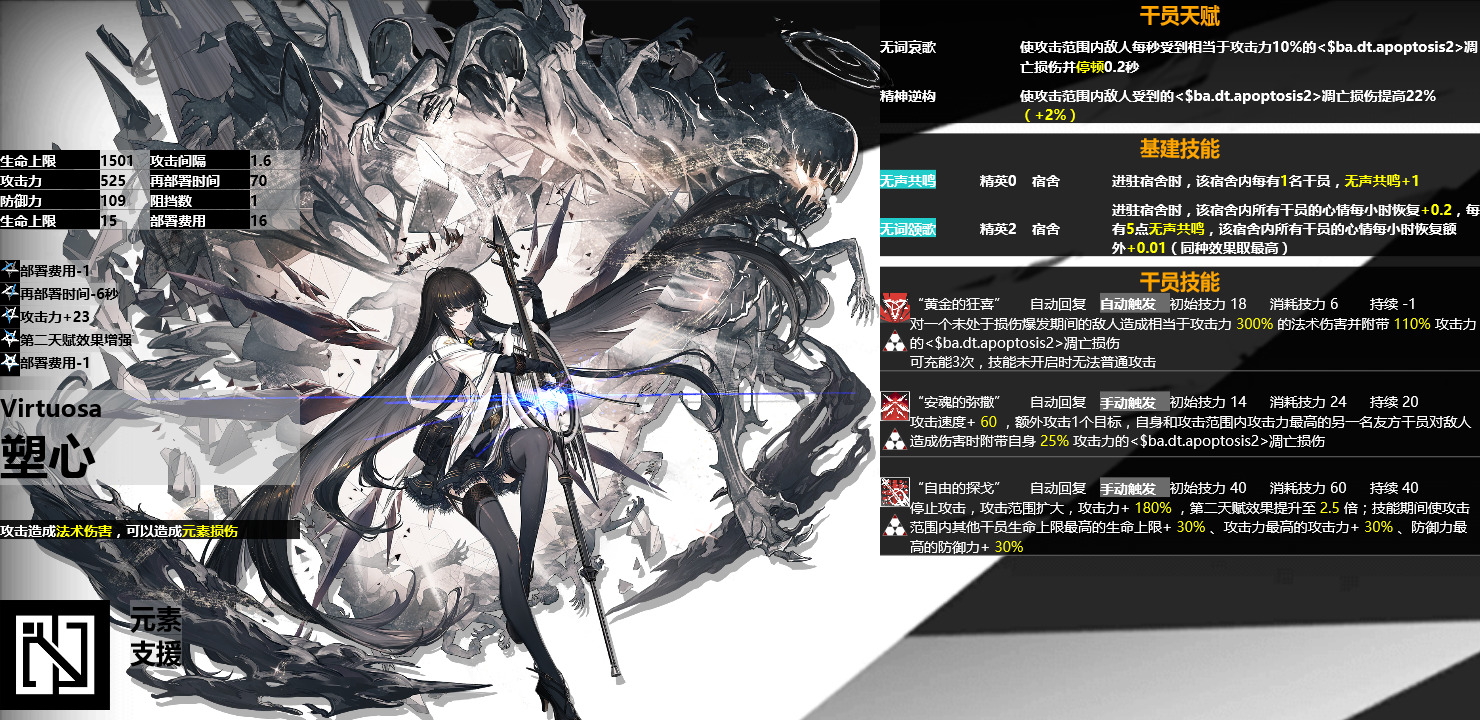 生命上限 1501 攻击间隔 1.6
攻击力 525 再部署时间 70
防御力 109 阻挡数 1
生命上限 15 部署费用 16
部署费用-1
再部署时间-6秒
攻击力+23
第二天赋效果增强
部署费用-1
Virtuosa
塑心
攻击造成法术伤害，可以造成元素损伤
元素
支援
干员天赋
无词哀歌 使攻击范围内敌人每秒受到相当于攻击力10%的<$ba.dt.apoptosis2>凋
亡损伤并停顿0.2秒
精神逆构 使攻击范围内敌人受到的<$ba.dt.apoptosis2>凋亡损伤提高22%
（+2%）
基建技能
无声共鸣 精英0 宿舍 进驻宿舍时，该宿舍内每有1名干员，无声共鸣+1
进驻宿舍时，该宿舍内所有干员的心情每小时恢复+0.2，每
无词颂歌 精英2 宿舍 有5点无声共鸣，该宿舍内所有干员的心情每小时恢复额
外+0.01（同种效果取最高）
干员技能
“黄金的狂喜” 自动回复 自动触发 初始技力 18 消耗技力 6 持续 -1
对一个未处于损伤爆发期间的敌人造成相当于攻击力 300% 的法术伤害并附带 110% 攻击力
的<$ba.dt.apoptosis2>凋亡损伤
可充能3次，技能未开启时无法普通攻击
“安魂的弥撒” 自动回复 手动触发 初始技力 14 消耗技力 24 持续 20
攻击速度+ 60 ，额外攻击1个目标，自身和攻击范围内攻击力最高的另一名友方干员对敌人
造成伤害时附带自身 25% 攻击力的<$ba.dt.apoptosis2>凋亡损伤
“自由的探戈” 自动回复 手动触发 初始技力 40 消耗技力 60 持续 40
停止攻击，攻击范围扩大，攻击力+ 180% ，第二天赋效果提升至 2.5 倍；技能期间使攻击
范围内其他干员生命上限最高的生命上限+ 30% 、攻击力最高的攻击力+ 30% 、防御力最
高的防御力+ 30%